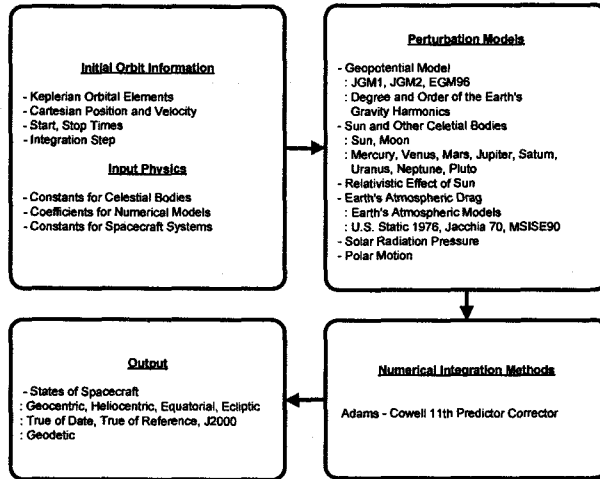 Initial Orbit Information
- Keplerian Orbital Elements
- Cartesian Position and Velocity
- Start, Stop Times
- Integration Step
Input Physics
- Constants for Celestial Bodies
- Coefficients for Numerical Models
- Constants for Spacecraft Systems
Perturbation Models
- Geopotential Model
: JGM1, JGM2, EGM96
: Degree and Order of the Earth's
Gravity Harmonics
- Sun and Other Celetial Bodies
: Sun, Moon
: Mercury, Venus, Mars, Jupiter, Saturn,
Uranus, Neptune, Pluto
- Relativistic Effect of Sun
- Earth's Atmospheric Drag
: Earth's Atmospheric Models
: U.S. Static 1976, Jacchia 70, MSISE90
- Solar Radiation Pressure
- Polar Motion
Numerical Integration Methods
Adams - Cowell 11th Predictor Corrector
Output
- States of Spacecraft
: Geocentric, Heliocentric, Equatorial, Ecliptic
: True of Date, True of Reference, J2000
: Geodetic